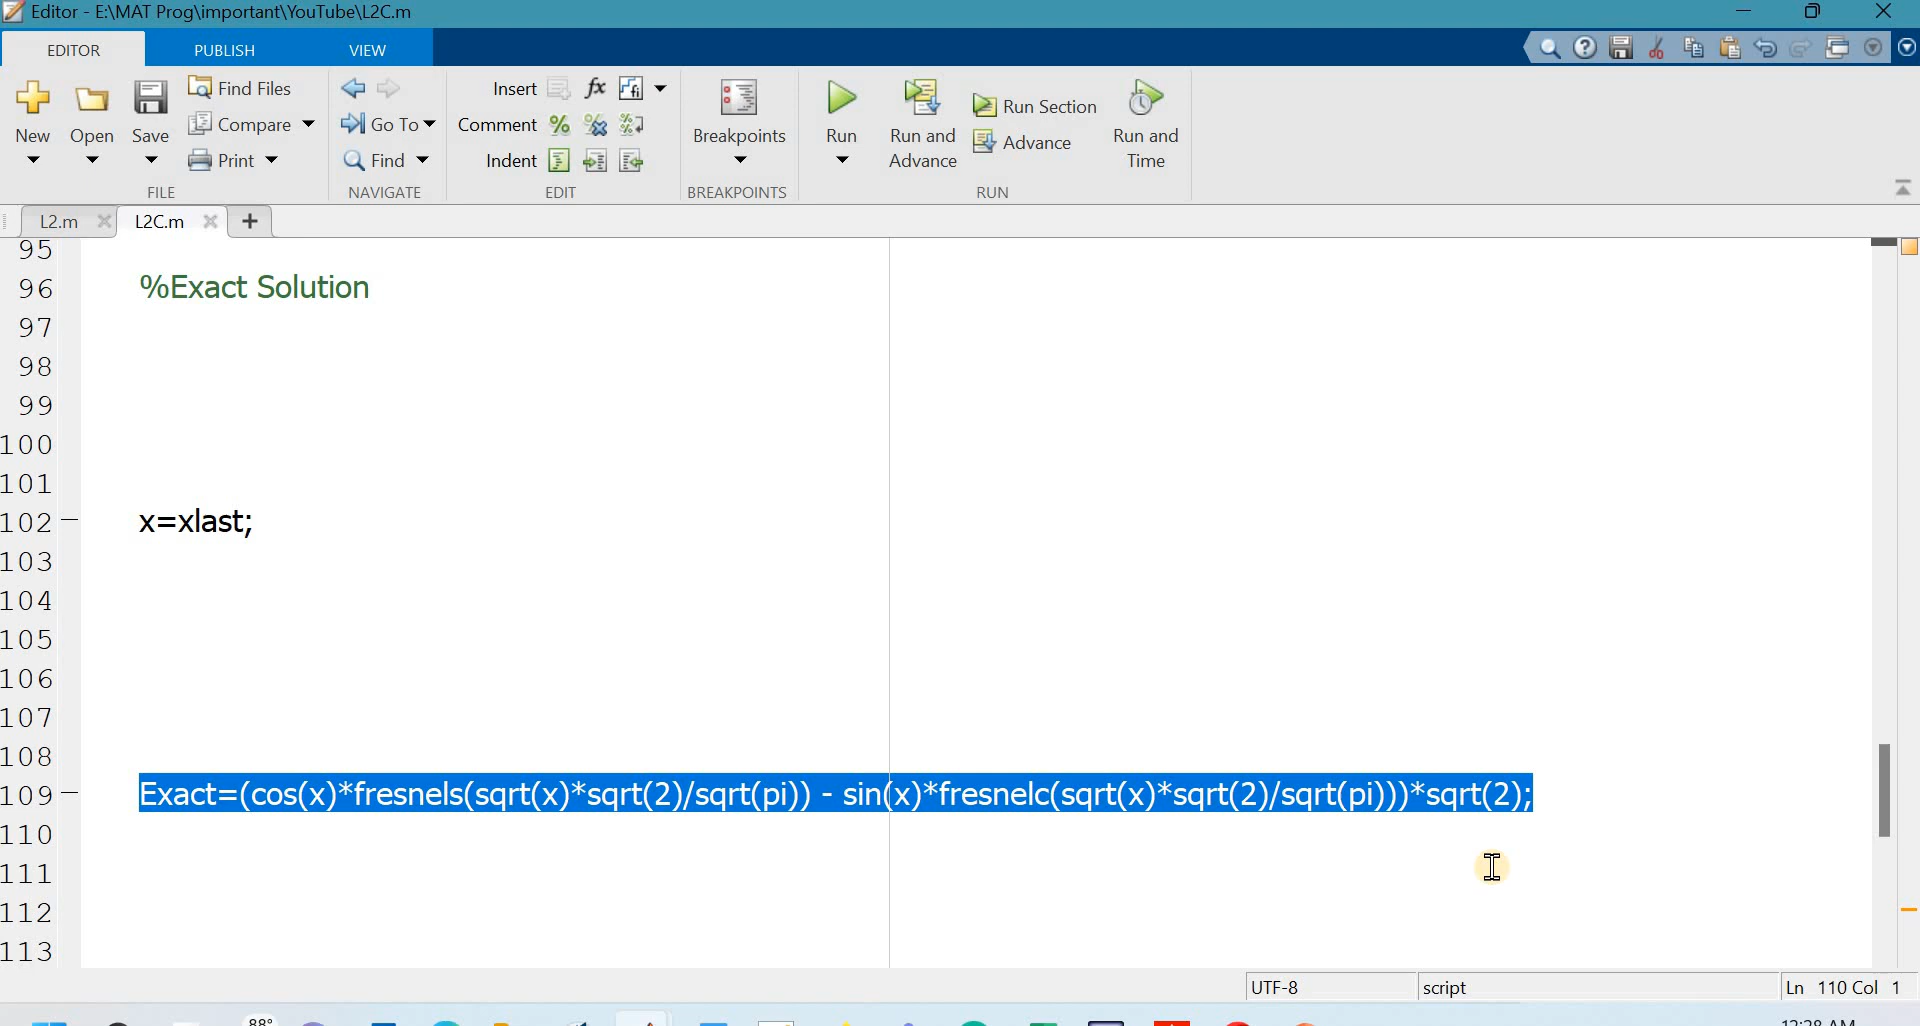 Editor - E:\MAT Prog\important\YouTube\L2C.m
EDITOR PUBLISH VIEW
New Open Save Find Files Compare Print
Go To Find
Insert fx
Comment
Indent
Breakpoints
Run Run and Advance Run Section Advance Run and Time
FILE NAVIGATE EDIT BREAKPOINTS RUN
L2.m L2C.m
95
96 %Exact Solution
97
98
99
100
101
102 x=xlast;
103
104
105
106
107
108
109 Exact=(cos(x)*fresnels(sqrt(x)*sqrt(2)/sqrt(pi)) - sin(x)*fresnelc(sqrt(x)*sqrt(2)/sqrt(pi)))*sqrt(2);
110
111
112
113
UTF-8 script Ln 110 Col 1
88°